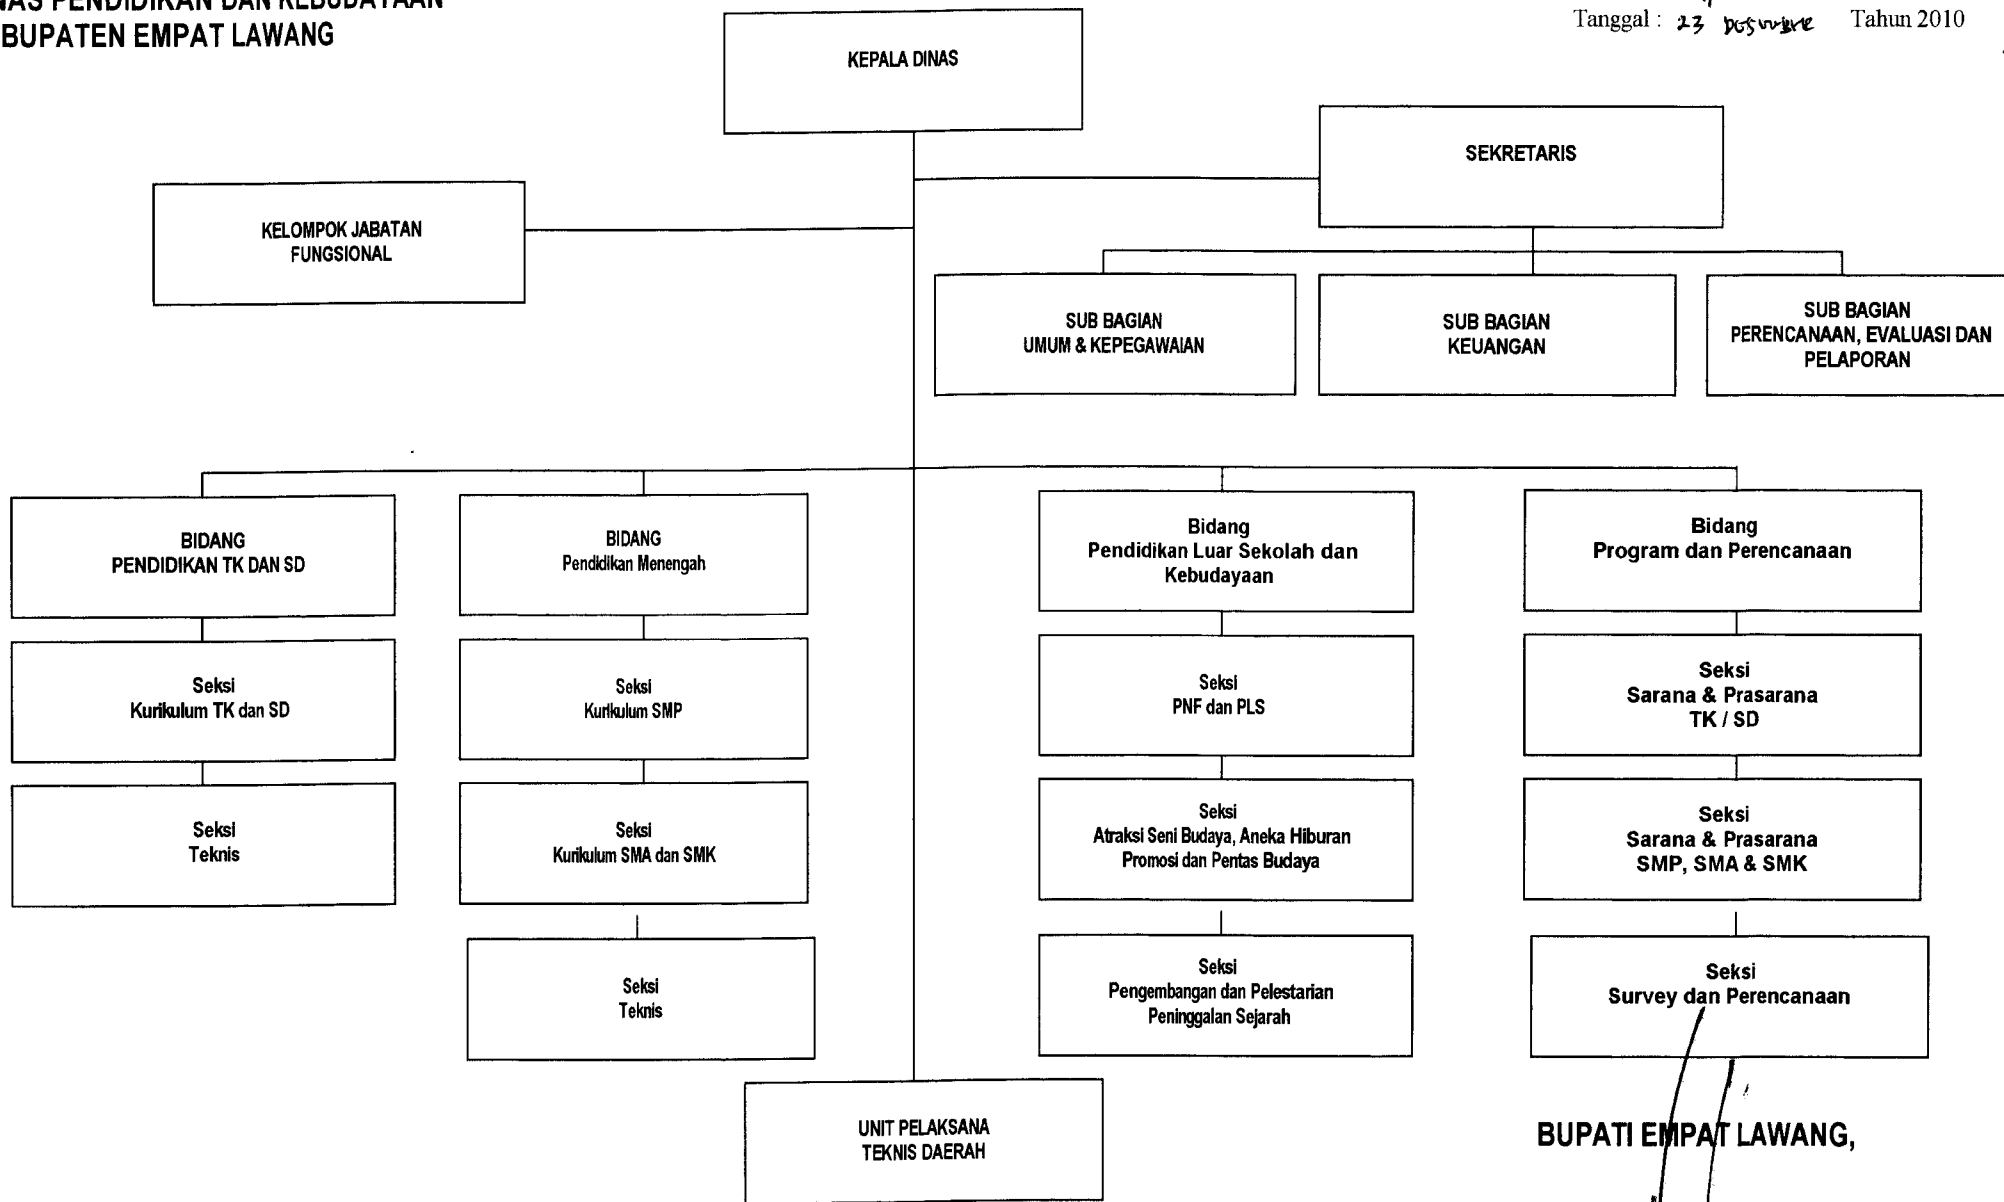 NAS PENDIDIKAN DAN KEBUDAYAAN
BUPATEN EMPAT LAWANG
Tanggal : 23 Tahun 2010
KEPALA DINAS
SEKRETARIS
KELOMPOK JABATAN
FUNGSIONAL
SUB BAGIAN
UMUM & KEPEGAWAIAN
SUB BAGIAN
KEUANGAN
SUB BAGIAN
PERENCANAAN, EVALUASI DAN
PELAPORAN
BIDANG
PENDIDIKAN TK DAN SD
BIDANG
Pendidikan Menengah
Bidang
Pendidikan Luar Sekolah dan
Kebudayaan
Bidang
Program dan Perencanaan
Seksi
Kurikulum TK dan SD
Seksi
Kurikulum SMP
Seksi
PNF dan PLS
Seksi
Sarana & Prasarana
TK / SD
Seksi
Teknis
Seksi
Kurikulum SMA dan SMK
Seksi
Atraksi Seni Budaya, Aneka Hiburan
Promosi dan Pentas Budaya
Seksi
Sarana & Prasarana
SMP, SMA & SMK
Seksi
Teknis
Seksi
Pengembangan dan Pelestarian
Peninggalan Sejarah
Seksi
Survey dan Perencanaan
UNIT PELAKSANA
TEKNIS DAERAH
BUPATI EMPAT LAWANG,